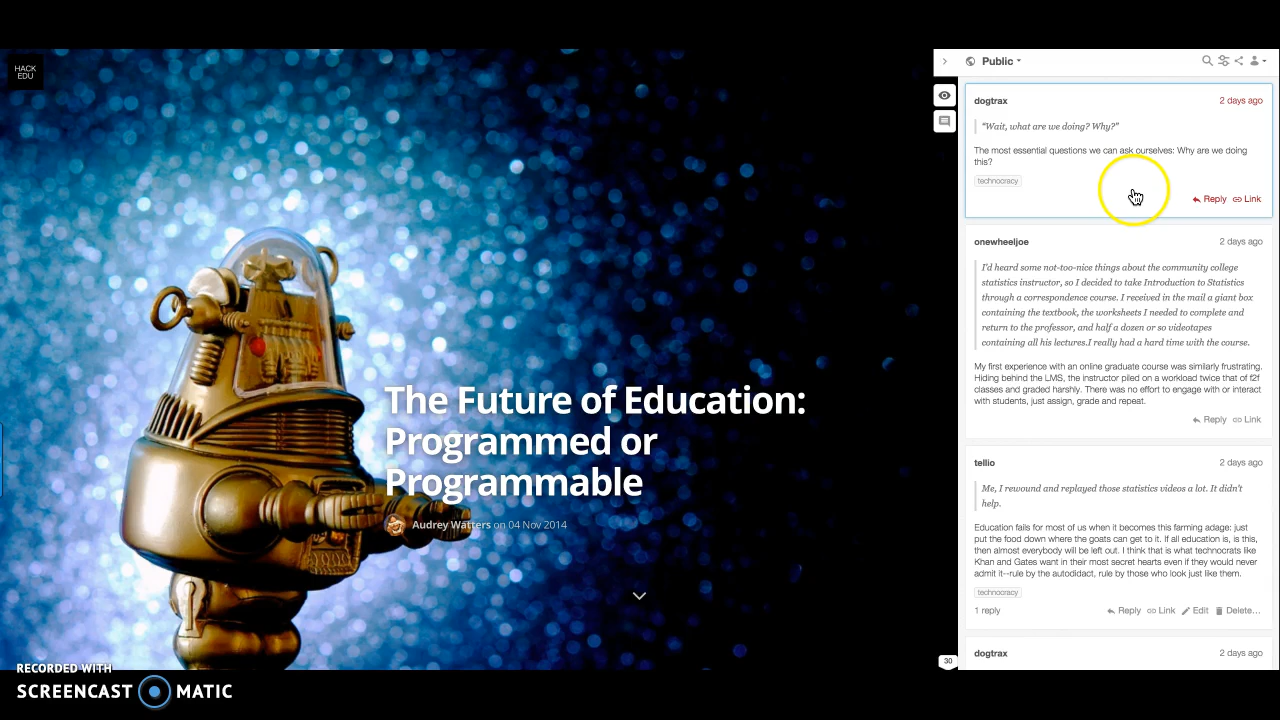 HACK
EDU
The Future of Education:
Programmed or
Programmable
Audrey Watters on 04 Nov 2014
Public
dogtrax
2 days ago
"Wait, what are we doing? Why?"
The most essential questions we can ask ourselves: Why are we doing
this?
technocracy
Reply Link
onewheeljoe
2 days ago
I'd heard some not-too-nice things about the community college
statistics instructor, so I decided to take Introduction to Statistics
through a correspondence course. I received in the mail a giant box
containing the textbook, the worksheets I needed to complete and
return to the professor, and half a dozen or so videotapes
containing all his lectures.I really had a hard time with the course.
My first experience with an online graduate course was similarly frustrating.
Hiding behind the LMS, the instructor piled on a workload twice that of f2f
classes and graded harshly. There was no effort to engage with or interact
with students, just assign, grade and repeat.
Reply Link
tellio
2 days ago
Me, I rewound and replayed those statistics videos a lot. It didn't
help.
Education fails for most of us when it becomes this farming adage: just
put the food down where the goats can get to it. If all education is, is this,
then almost everybody will be left out. I think that is what technocrats like
Khan and Gates want in their most secret hearts even if they would never
admit it--rule by the autodidact, rule by those who look just like them.
technocracy
1 reply
Reply Link Edit Delete...
dogtrax
2 days ago
30
RECORDED WITH
SCREENCAST MATIC